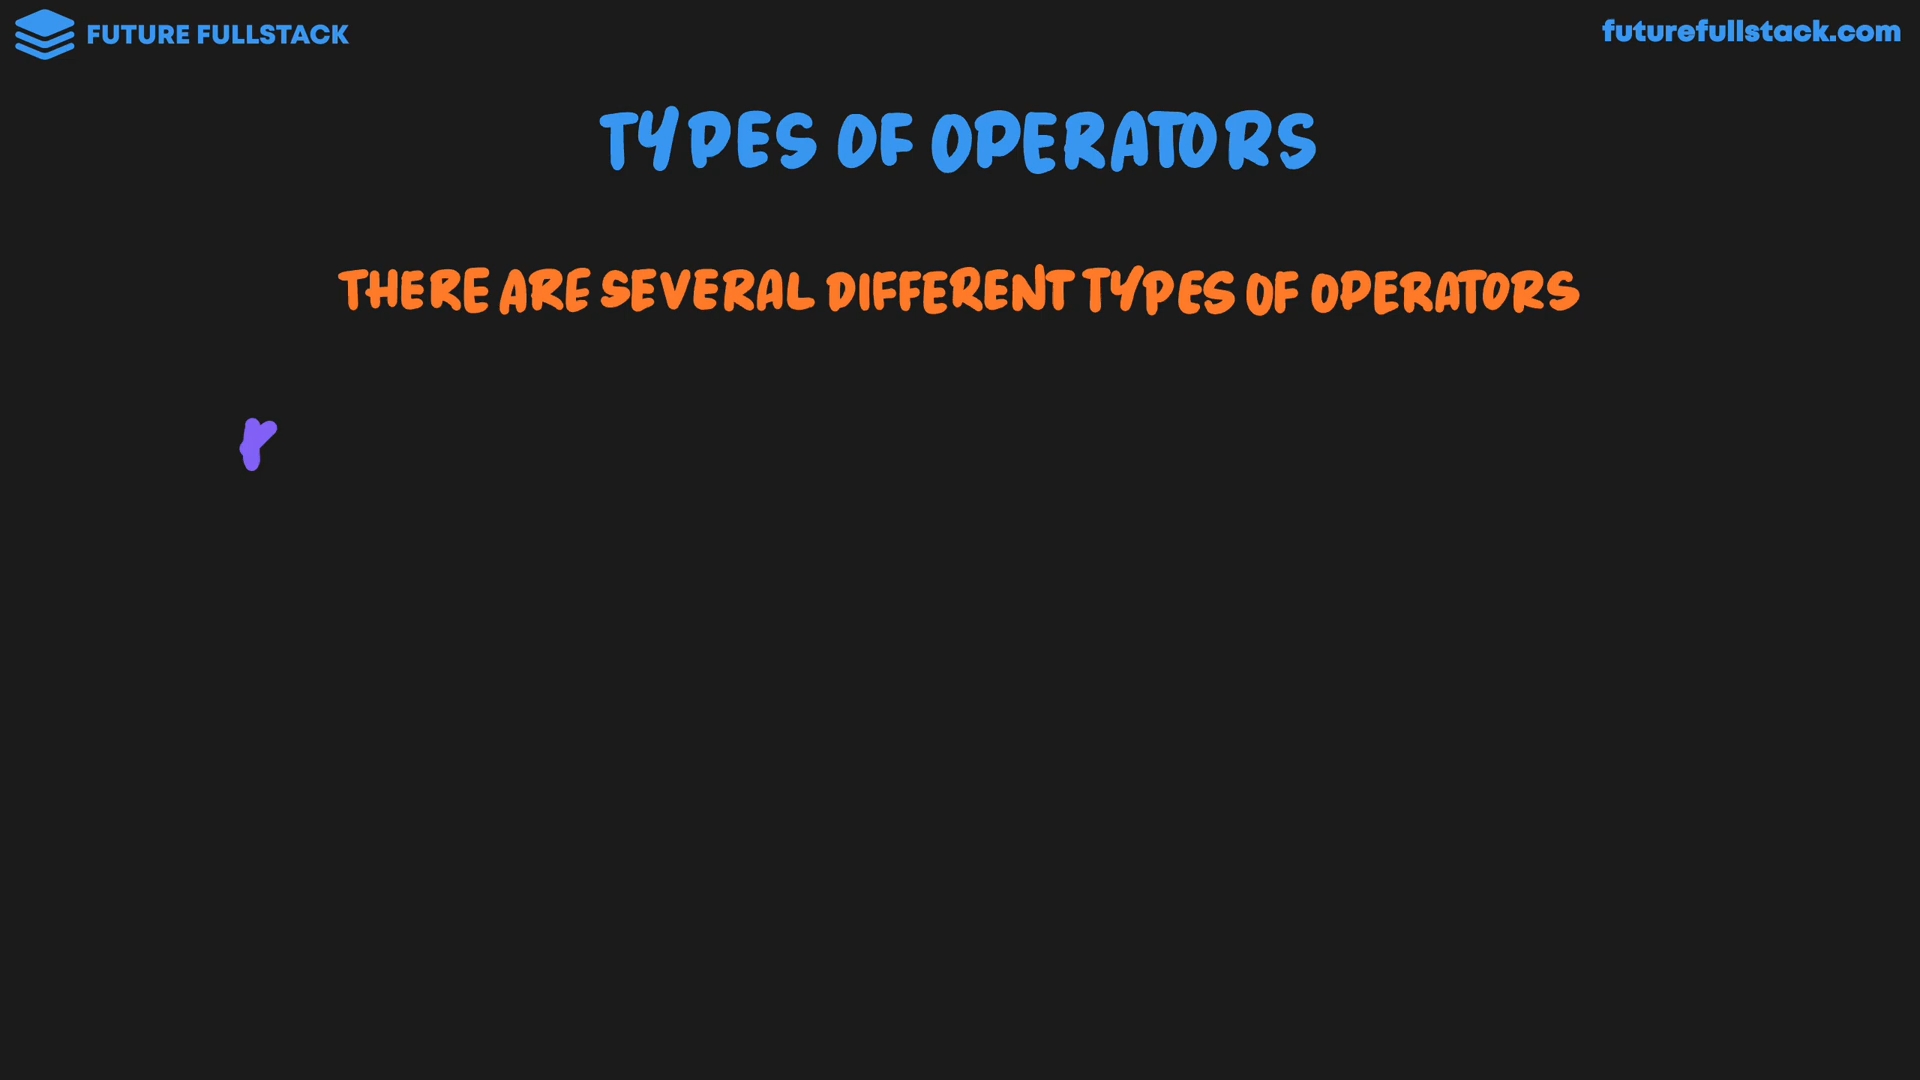 FUTURE FULLSTACK
futurefullstack.com
TYPES OF OPERATORS
THERE ARE SEVERAL DIFFERENT TYPES OF OPERATORS